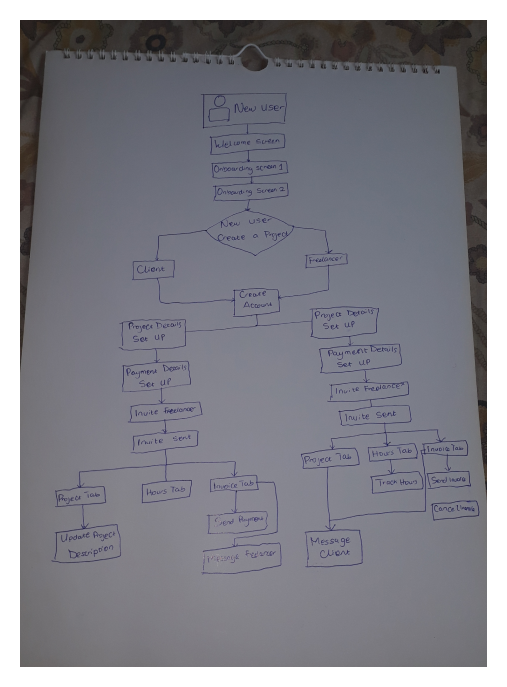 New User
Welcome Screen
Onboarding Screen 1
Onboarding Screen 2
New User
Create a Project
Client
Freelancer
Create
Account
Project Details
Set UP
Payment Details
Set UP
Invite freelancer
Invite Sent
Project Tab
Hours Tab
Invoice Tab
Update Project
Description
Send Payment
Message Freelancer
Project Details
Set UP
Payment Details
Set UP
Invite Freelancer
Invite Sent
Project Tab
Hours Tab
Invoice Tab
Track Hours
Send Invoice
Cancel Invoice
Message
Client